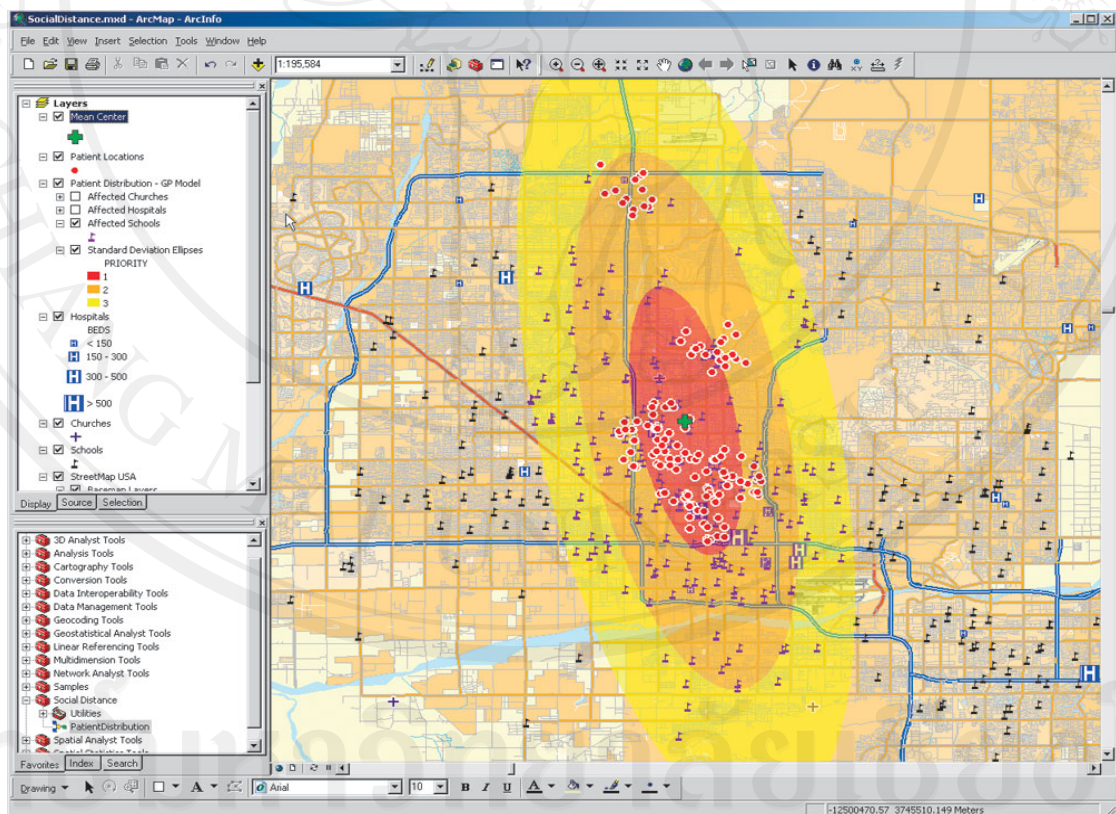 SocialDistance.mxd - ArcMap - ArcInfo
File Edit View Insert Selection Tools Window Help
1:195,584
Layers
Mean Center
Patient Locations
Patient Distribution - GP Model
Affected Churches
Affected Hospitals
Affected Schools
Standard Deviation Ellipses
PRIORITY
1
2
3
Hospitals
BEDS
H < 150
H 150 - 300
H 300 - 500
H > 500
Churches
Schools
StreetMap USA
Basemap Layers
Display Source Selection
3D Analyst Tools
Analysis Tools
Cartography Tools
Conversion Tools
Data Interoperability Tools
Data Management Tools
Geocoding Tools
Geostatistical Analyst Tools
Linear Referencing Tools
Multidimension Tools
Network Analyst Tools
Samples
Social Distance
Utilities
PatientDistribution
Spatial Analyst Tools
Spatial Statistics Tools
Favorites Index Search
Drawing A Arial 10 B I U A
-12500470.57 3745510.149 Meters